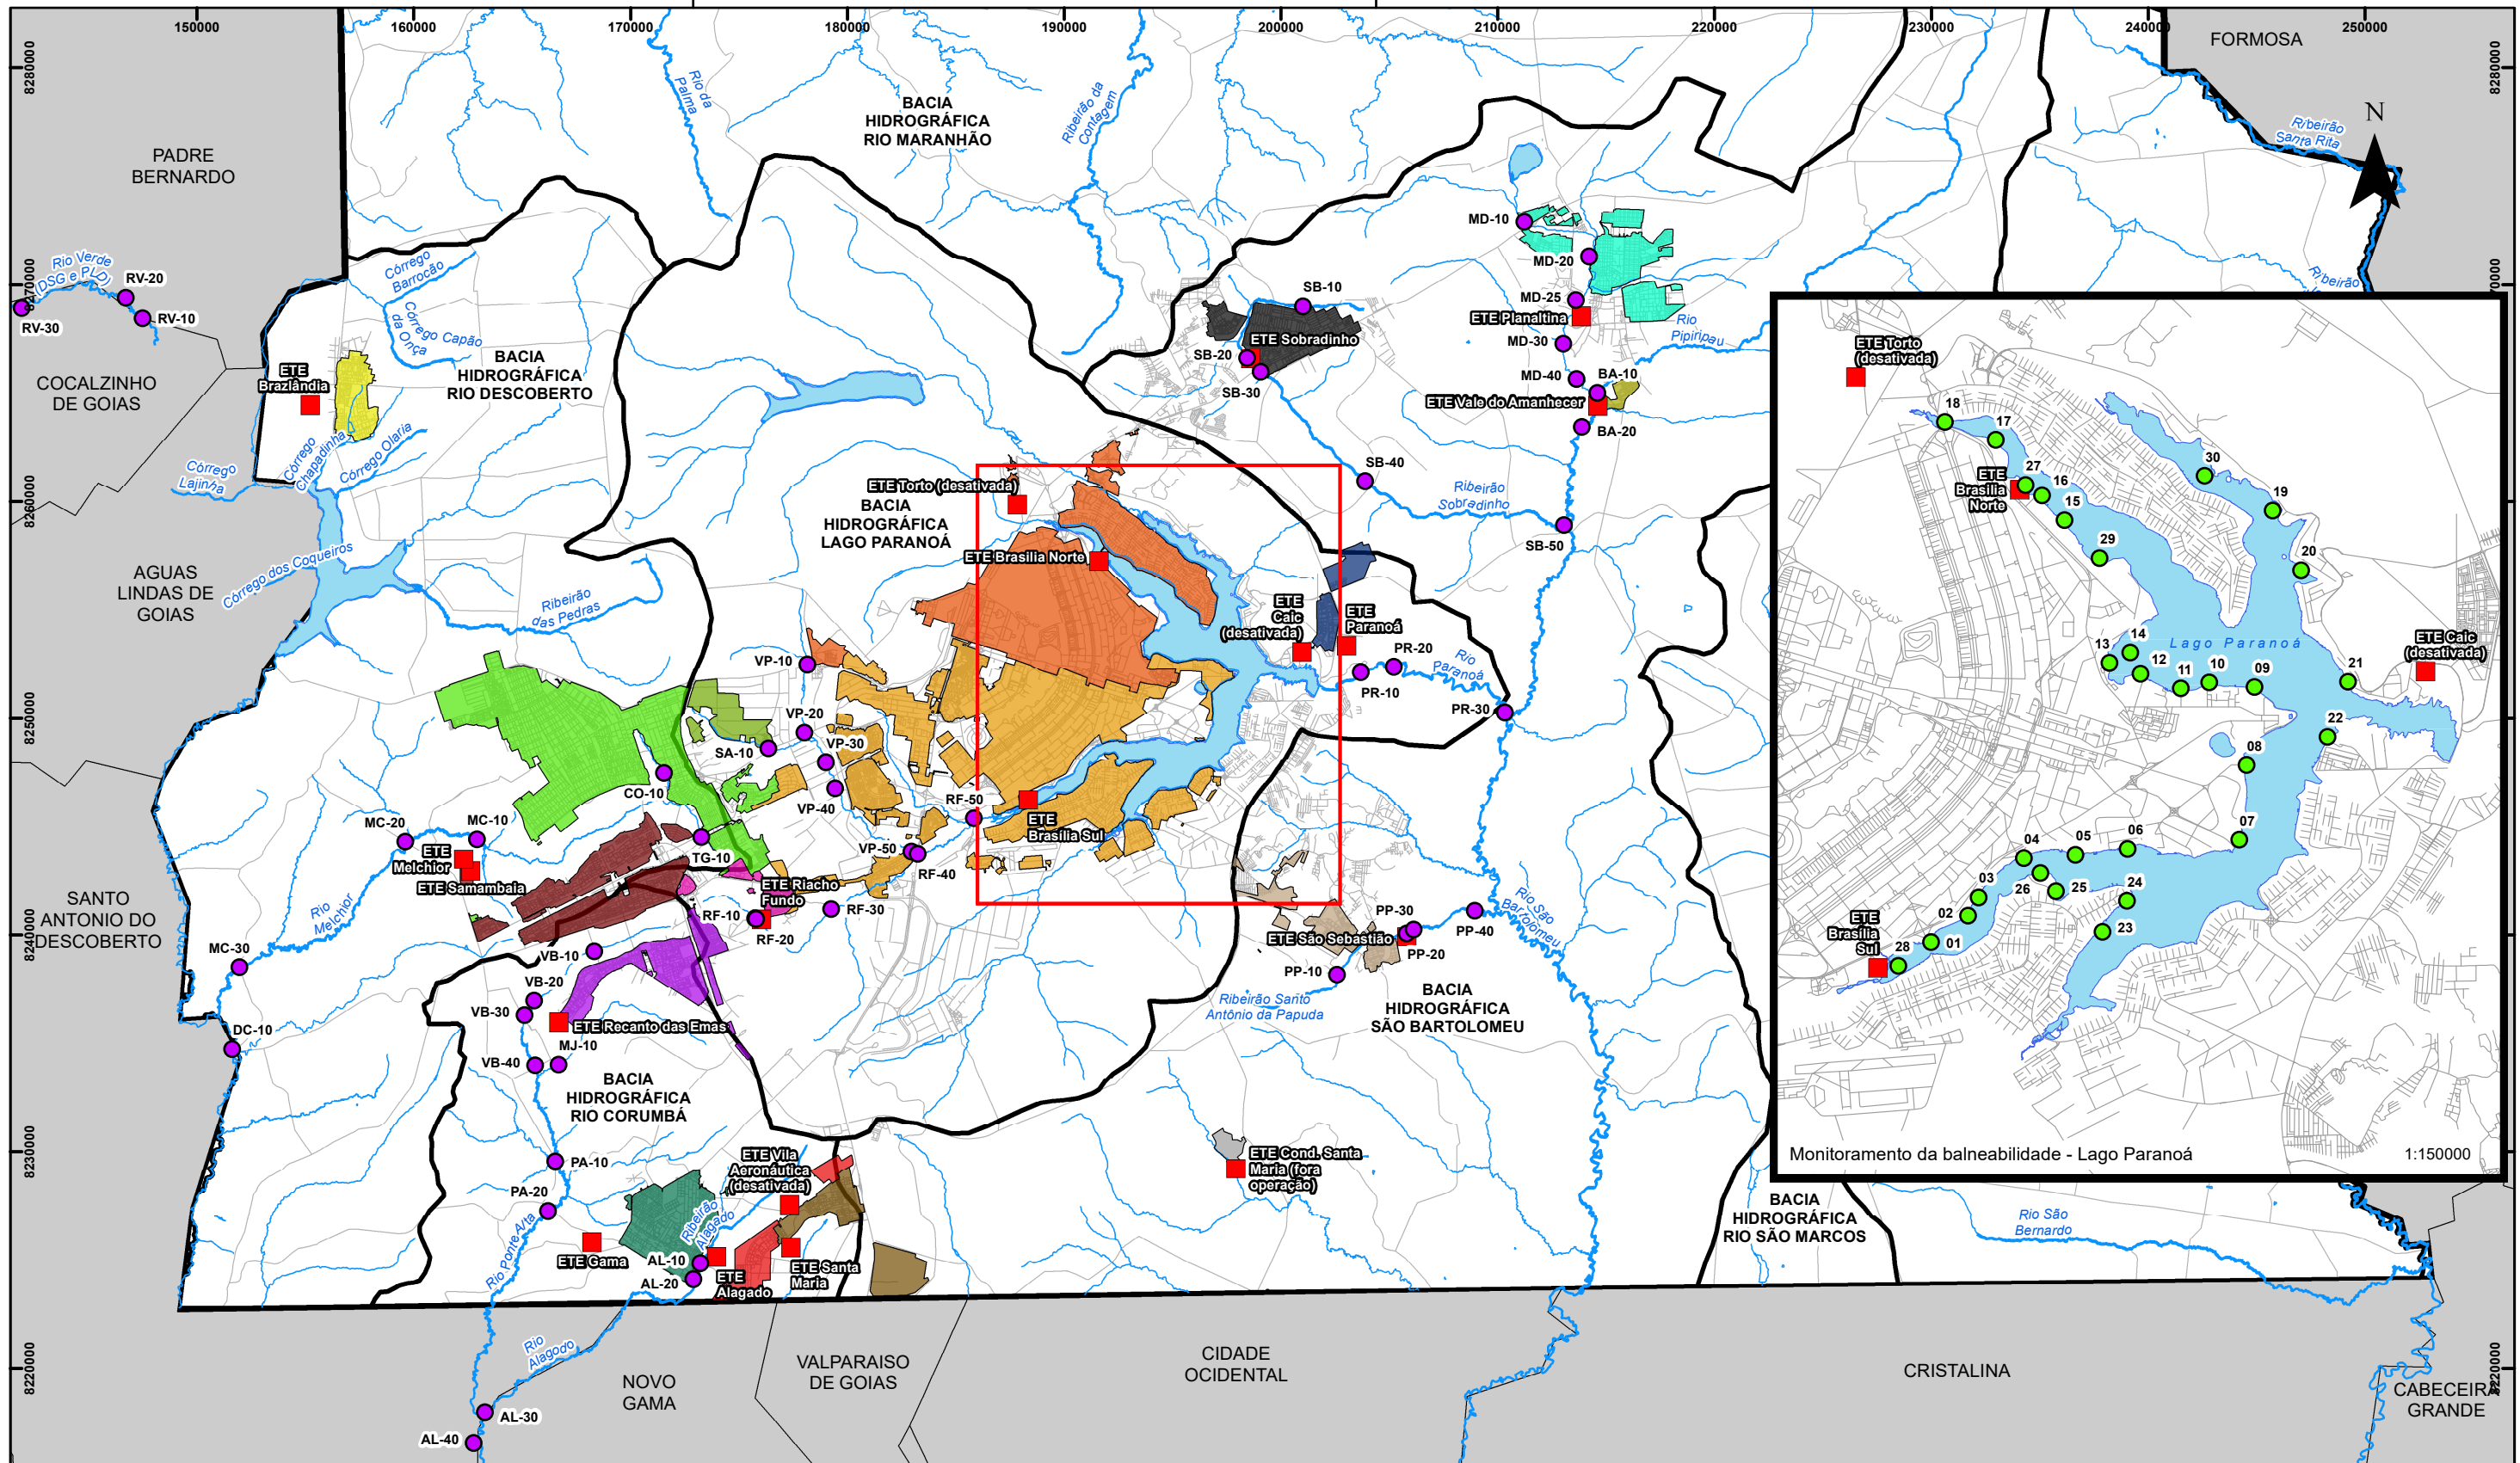 150000
160000
170000
180000
190000
200000
210000
220000
230000
240000
250000
8280000
8280000
8270000
70000
8260000
8250000
8240000
8230000
8220000
8220000
FORMOSA
N
Ribeirão
Santa Rita
Ribeirão
PADRE
BERNARDO
Rio da
Palma
BACIA
HIDROGRÁFICA
RIO MARANHÃO
Ribeirão da
Contagem
Rio Verde
(DSG e PLD)
RV-20
RV-10
RV-30
Córrego
Barrocão
Córrego Capão
da Onça
COCALZINHO
DE GOIAS
ETE
Brazlândia
BACIA
HIDROGRÁFICA
RIO DESCOBERTO
Córrego
Chapadinha
Córrego Olaria
Córrego
Lajinha
AGUAS
LINDAS DE
GOIAS
Córrego dos Coqueiros
Ribeirão
das Pedras
MD-10
MD-20
MD-25
ETE Planaltina
MD-30
MD-40
BA-10
ETE Vale do Amanhecer
BA-20
Rio
Pipiripau
SB-10
ETE Sobradinho
SB-20
SB-30
SB-40
Ribeirão
Sobradinho
SB-50
ETE Torto (desativada)
BACIA
HIDROGRÁFICA
LAGO PARANOÁ
ETE Brasília Norte
ETE
Caic
(desativada)
ETE
Paranoá
PR-20
PR-10
Rio
Paranoá
PR-30
VP-10
VP-20
VP-30
SA-10
VP-40
CO-10
RF-50
ETE
Brasília Sul
VP-50
RF-40
MC-20
MC-10
ETE
Melchior
ETE Samambaia
TG-10
ETE Riacho
Fundo
RF-10
RF-20
RF-30
SANTO
ANTONIO DO
DESCOBERTO
Rio
Melchior
MC-30
DC-10
VB-10
VB-20
VB-30
ETE Recanto das Emas
MJ-10
VB-40
BACIA
HIDROGRÁFICA
RIO CORUMBÁ
PA-10
PA-20
Rio Ponte Alta
ETE Gama
ETE Vila
Aeronáutica
(desativada)
Ribeirão
Alagado
AL-10
AL-20
ETE
Alagado
ETE Santa
Maria
PP-30
ETE São Sebastião
PP-20
PP-40
PP-10
Rio São
Bartolomeu
Ribeirão Santo
Antônio da Papuda
BACIA
HIDROGRÁFICA
SÃO BARTOLOMEU
ETE Cond. Santa
Maria (fora
operação)
BACIA
HIDROGRÁFICA
RIO SÃO MARCOS
Rio São
Bernardo
Rio
Alagado
AL-30
AL-40
NOVO
GAMA
VALPARAISO
DE GOIAS
CIDADE
OCIDENTAL
CRISTALINA
CABECEIRA
GRANDE
ETE Torto
(desativada)
18
17
27
16
15
ETE
Brasília
Norte
29
30
19
20
13
14
12
11
10
09
Lago Paranoá
21
ETE Caic
(desativada)
22
08
07
06
05
04
03
26
25
24
23
02
01
28
ETE
Brasília
Sul
Monitoramento da balneabilidade - Lago Paranoá
1:150000